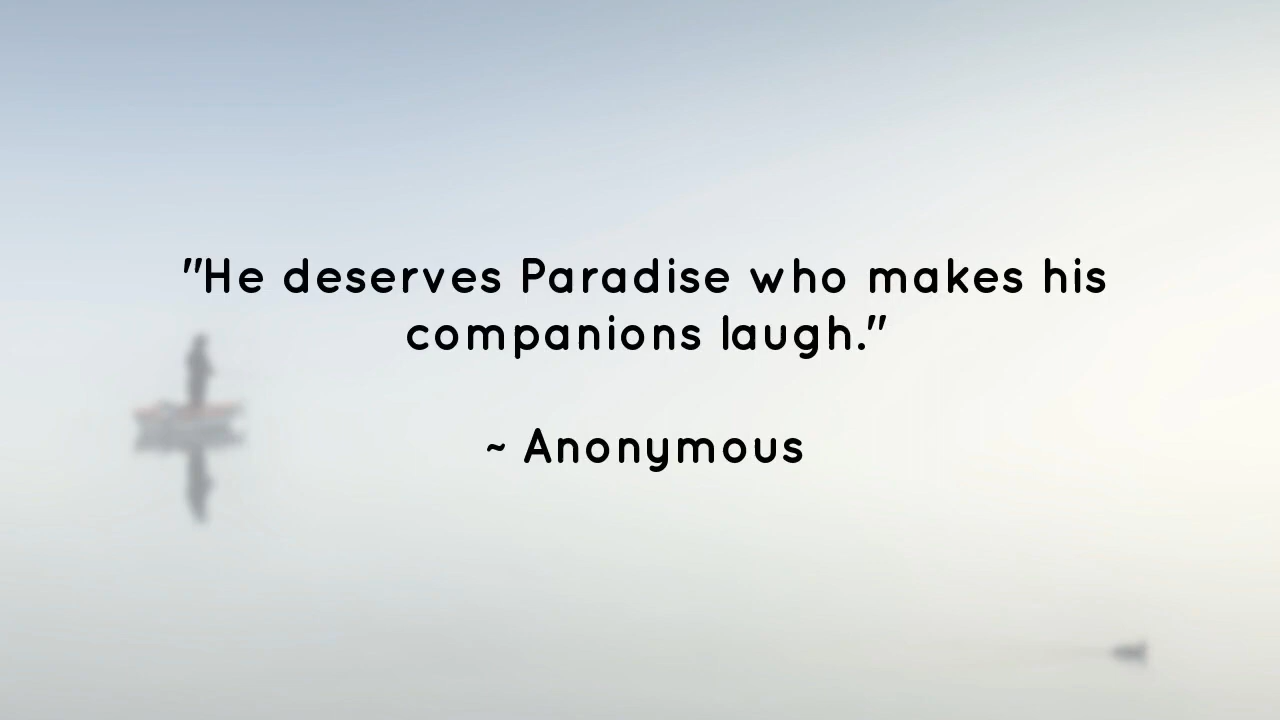 "He deserves Paradise who makes his
companions laugh."
~ Anonymous